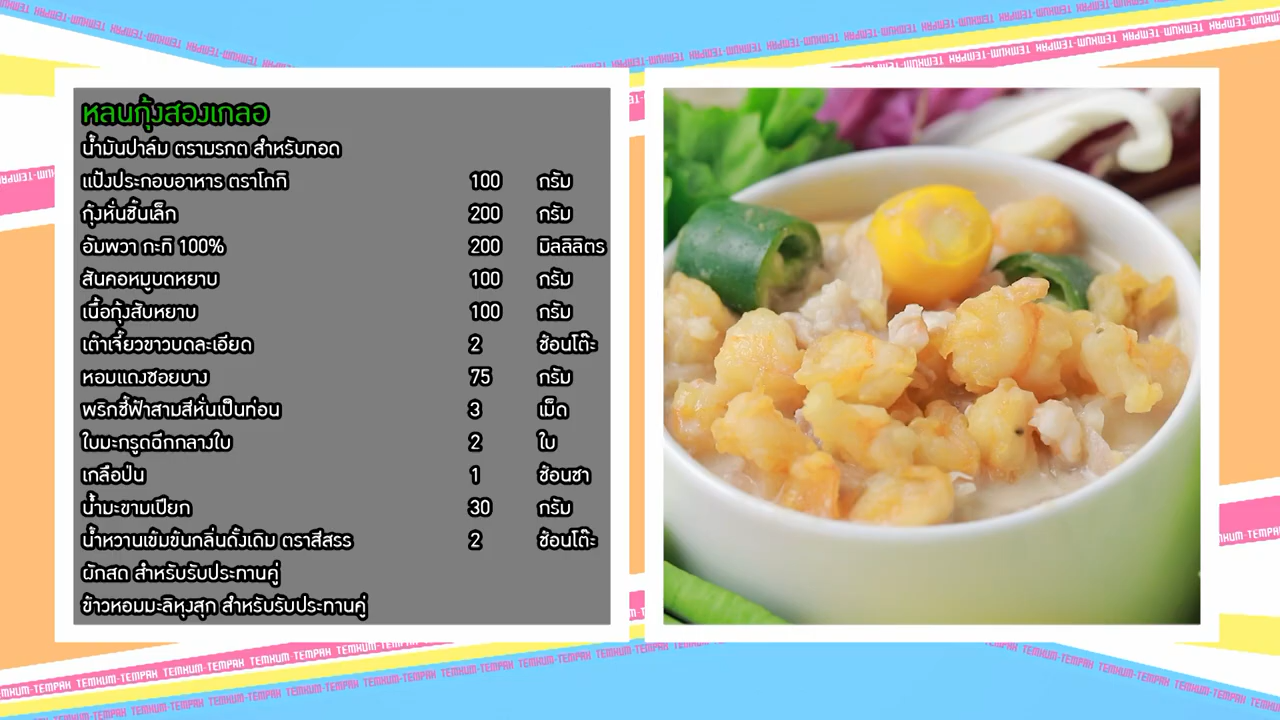 หลนกุ้งสองเกลอ
น้ำมันปาล์ม ตรามรกต สำหรับทอด
แป้งประกอบอาหาร ตราโกกิ 100 กรัม
กุ้งหั่นชิ้นเล็ก 200 กรัม
อัมพวา กะทิ 100% 200 มิลลิลิตร
สันคอหมูบดหยาบ 100 กรัม
เนื้อกุ้งสับหยาบ 100 กรัม
เต้าเจี้ยวขาวบดละเอียด 2 ช้อนโต๊ะ
หอมแดงซอยบาง 75 กรัม
พริกชี้ฟ้าสามสีหั่นเป็นท่อน 3 เม็ด
ใบมะกรูดฉีกกลางใบ 2 ใบ
เกลือป่น 1 ช้อนชา
น้ำมะขามเปียก 30 กรัม
น้ำหวานเข้มข้นกลิ่นดั้งเดิม ตราสีสรร 2 ช้อนโต๊ะ
ผักสด สำหรับรับประทานคู่
ข้าวหอมมะลิหุงสุก สำหรับรับประทานคู่
TEMXUM-TEMPAX TEMXUM-TEMPAX TEMXUM-TEMPAX